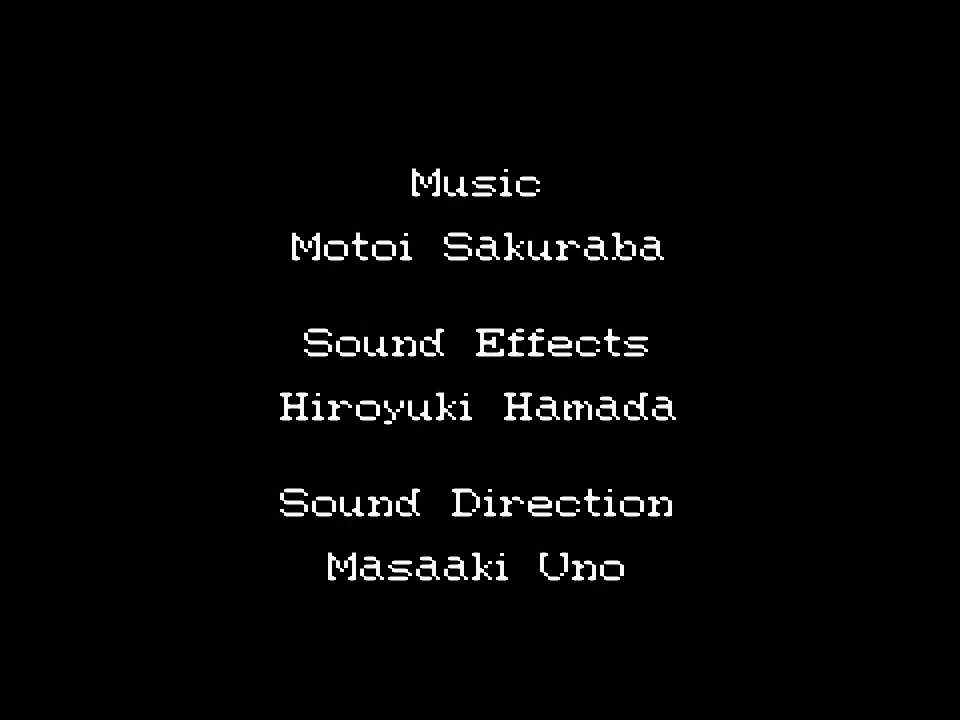 Music
Motoi Sakuraba
Sound Effects
Hiroyuki Hamada
Sound Direction
Masaaki Uno